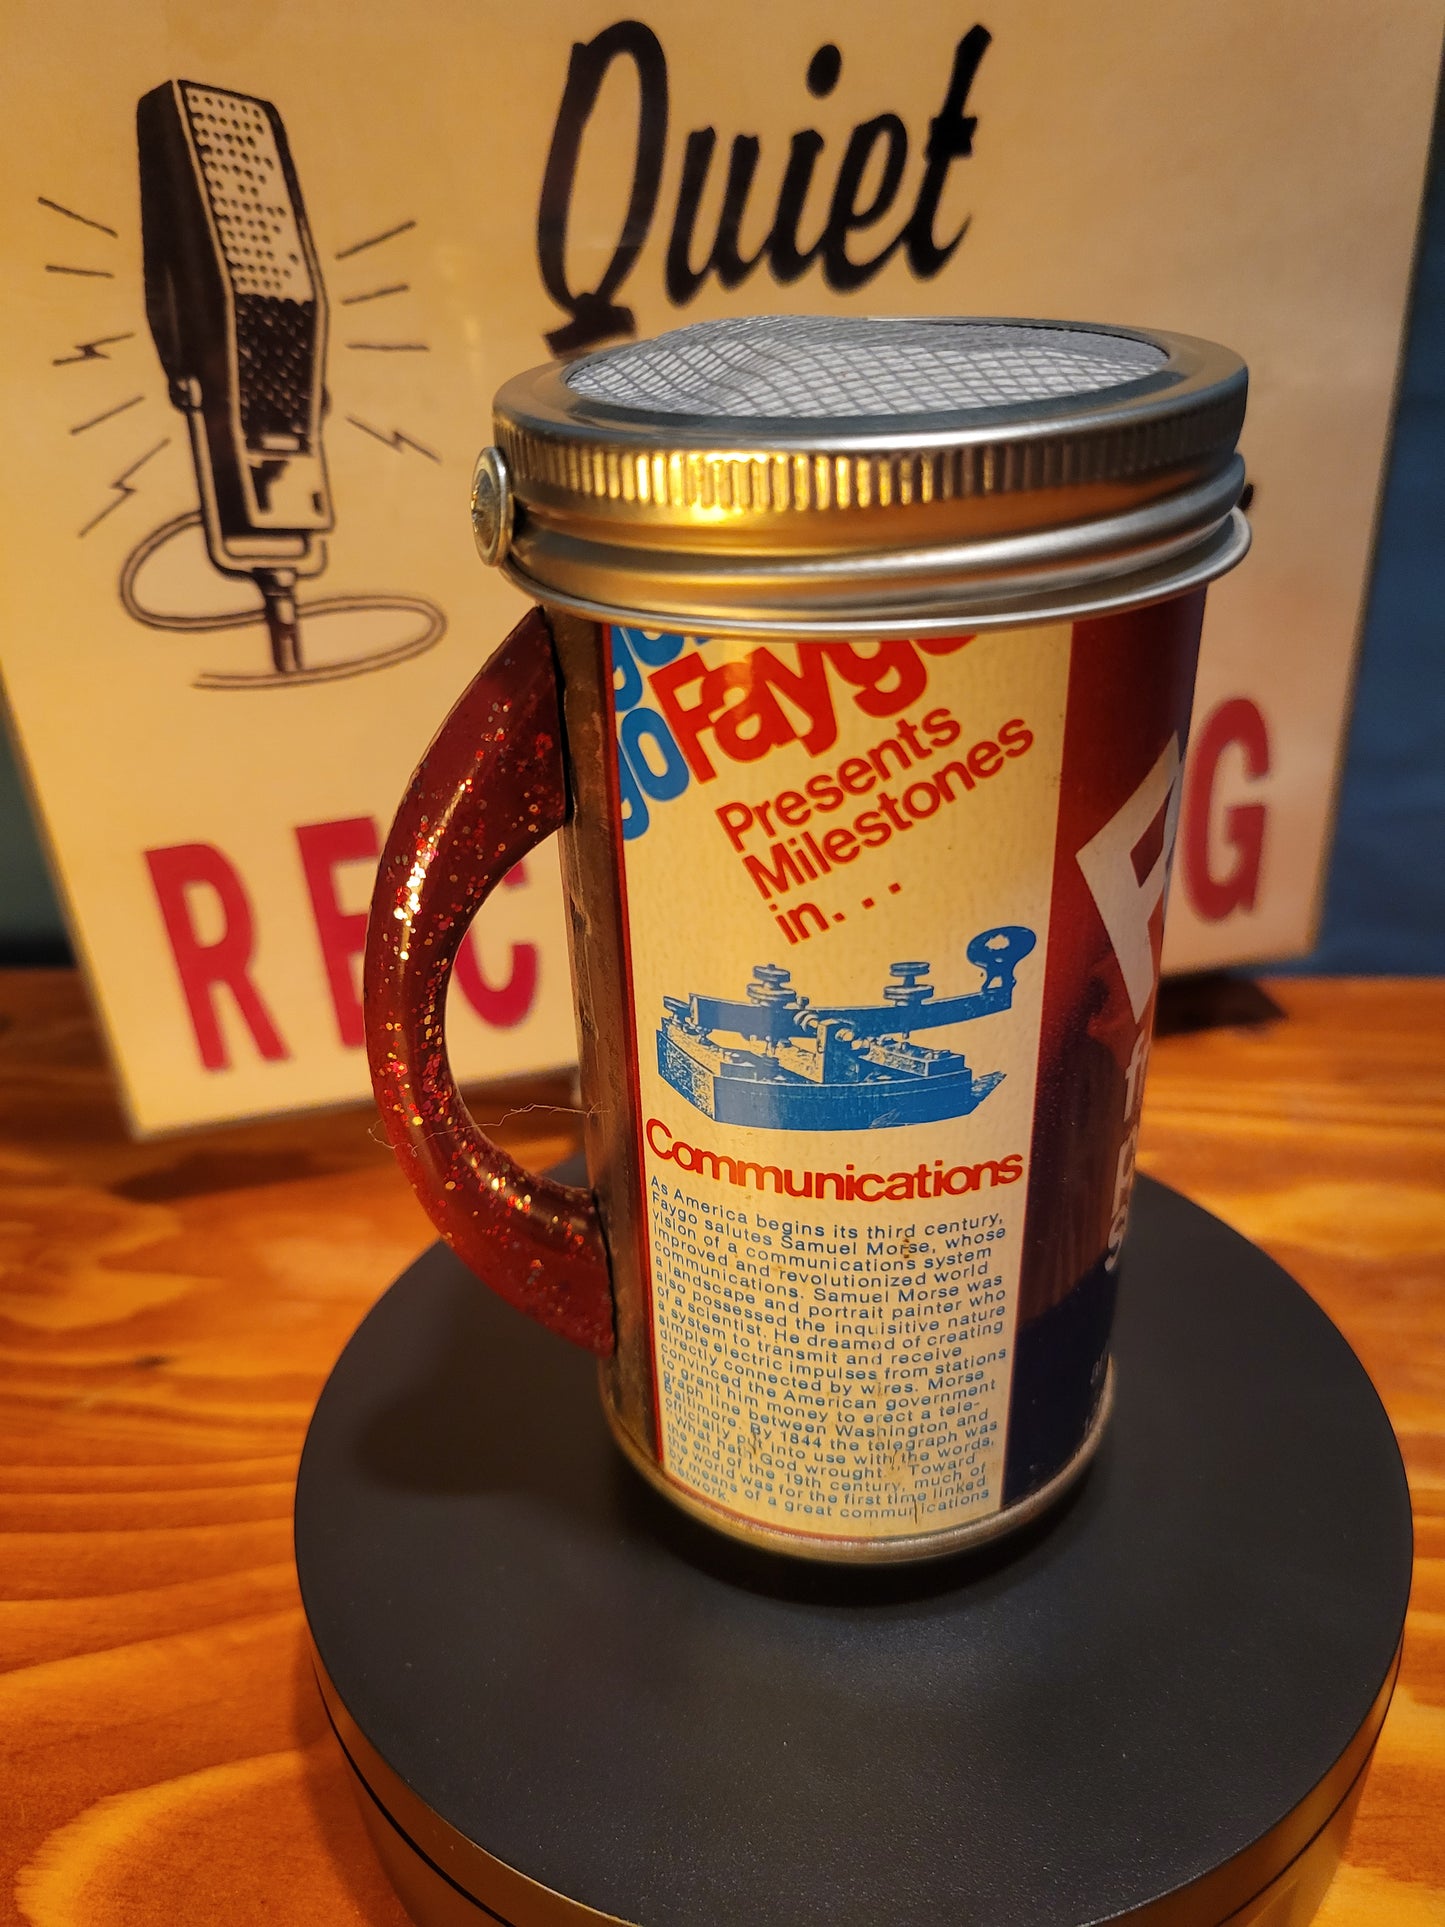 Quiet
REC
G
go
goFaygo
Presents
Milestones
in...
Communications
As America begins its third century,
Faygo salutes Samuel Morse, whose
vision of a communications system
improved and revolutionized world
communications. Samuel Morse was
a landscape and portrait painter who
also possessed the inquisitive nature
of a scientist. He dreamed of creating
a system to transmit and receive
simple electric impulses from stations
directly connected by wires. Morse
convinced the American government
to grant him money to erect a tele-
graph line between Washington and
Baltimore. By 1844 the telegraph was
officially put into use with the words,
"What hath God wrought." Toward
the end of the 19th century, much of
the world was for the first time linked
by means of a great communications
network.
F